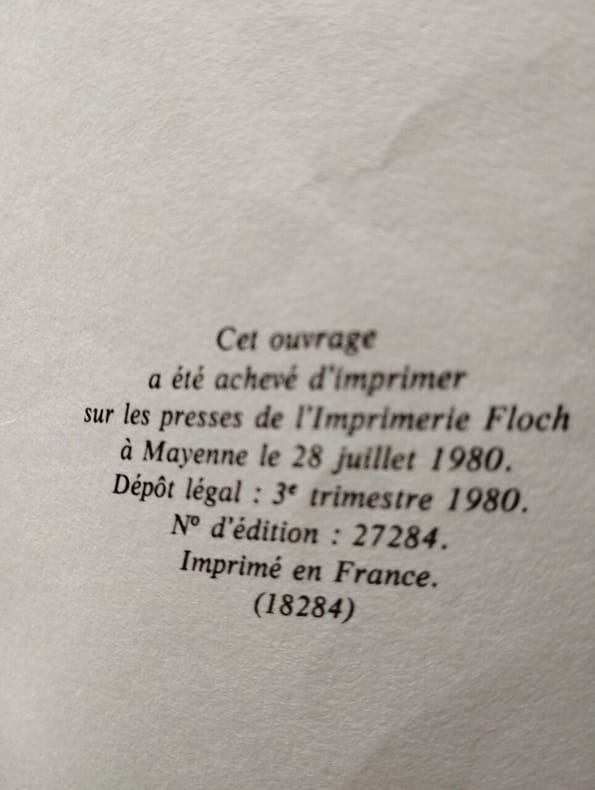 Cet ouvrage
a été achevé d'imprimer
sur les presses de l'Imprimerie Floch
à Mayenne le 28 juillet 1980.
Dépôt légal : 3e trimestre 1980.
Nº d'édition : 27284.
Imprimé en France.
(18284)